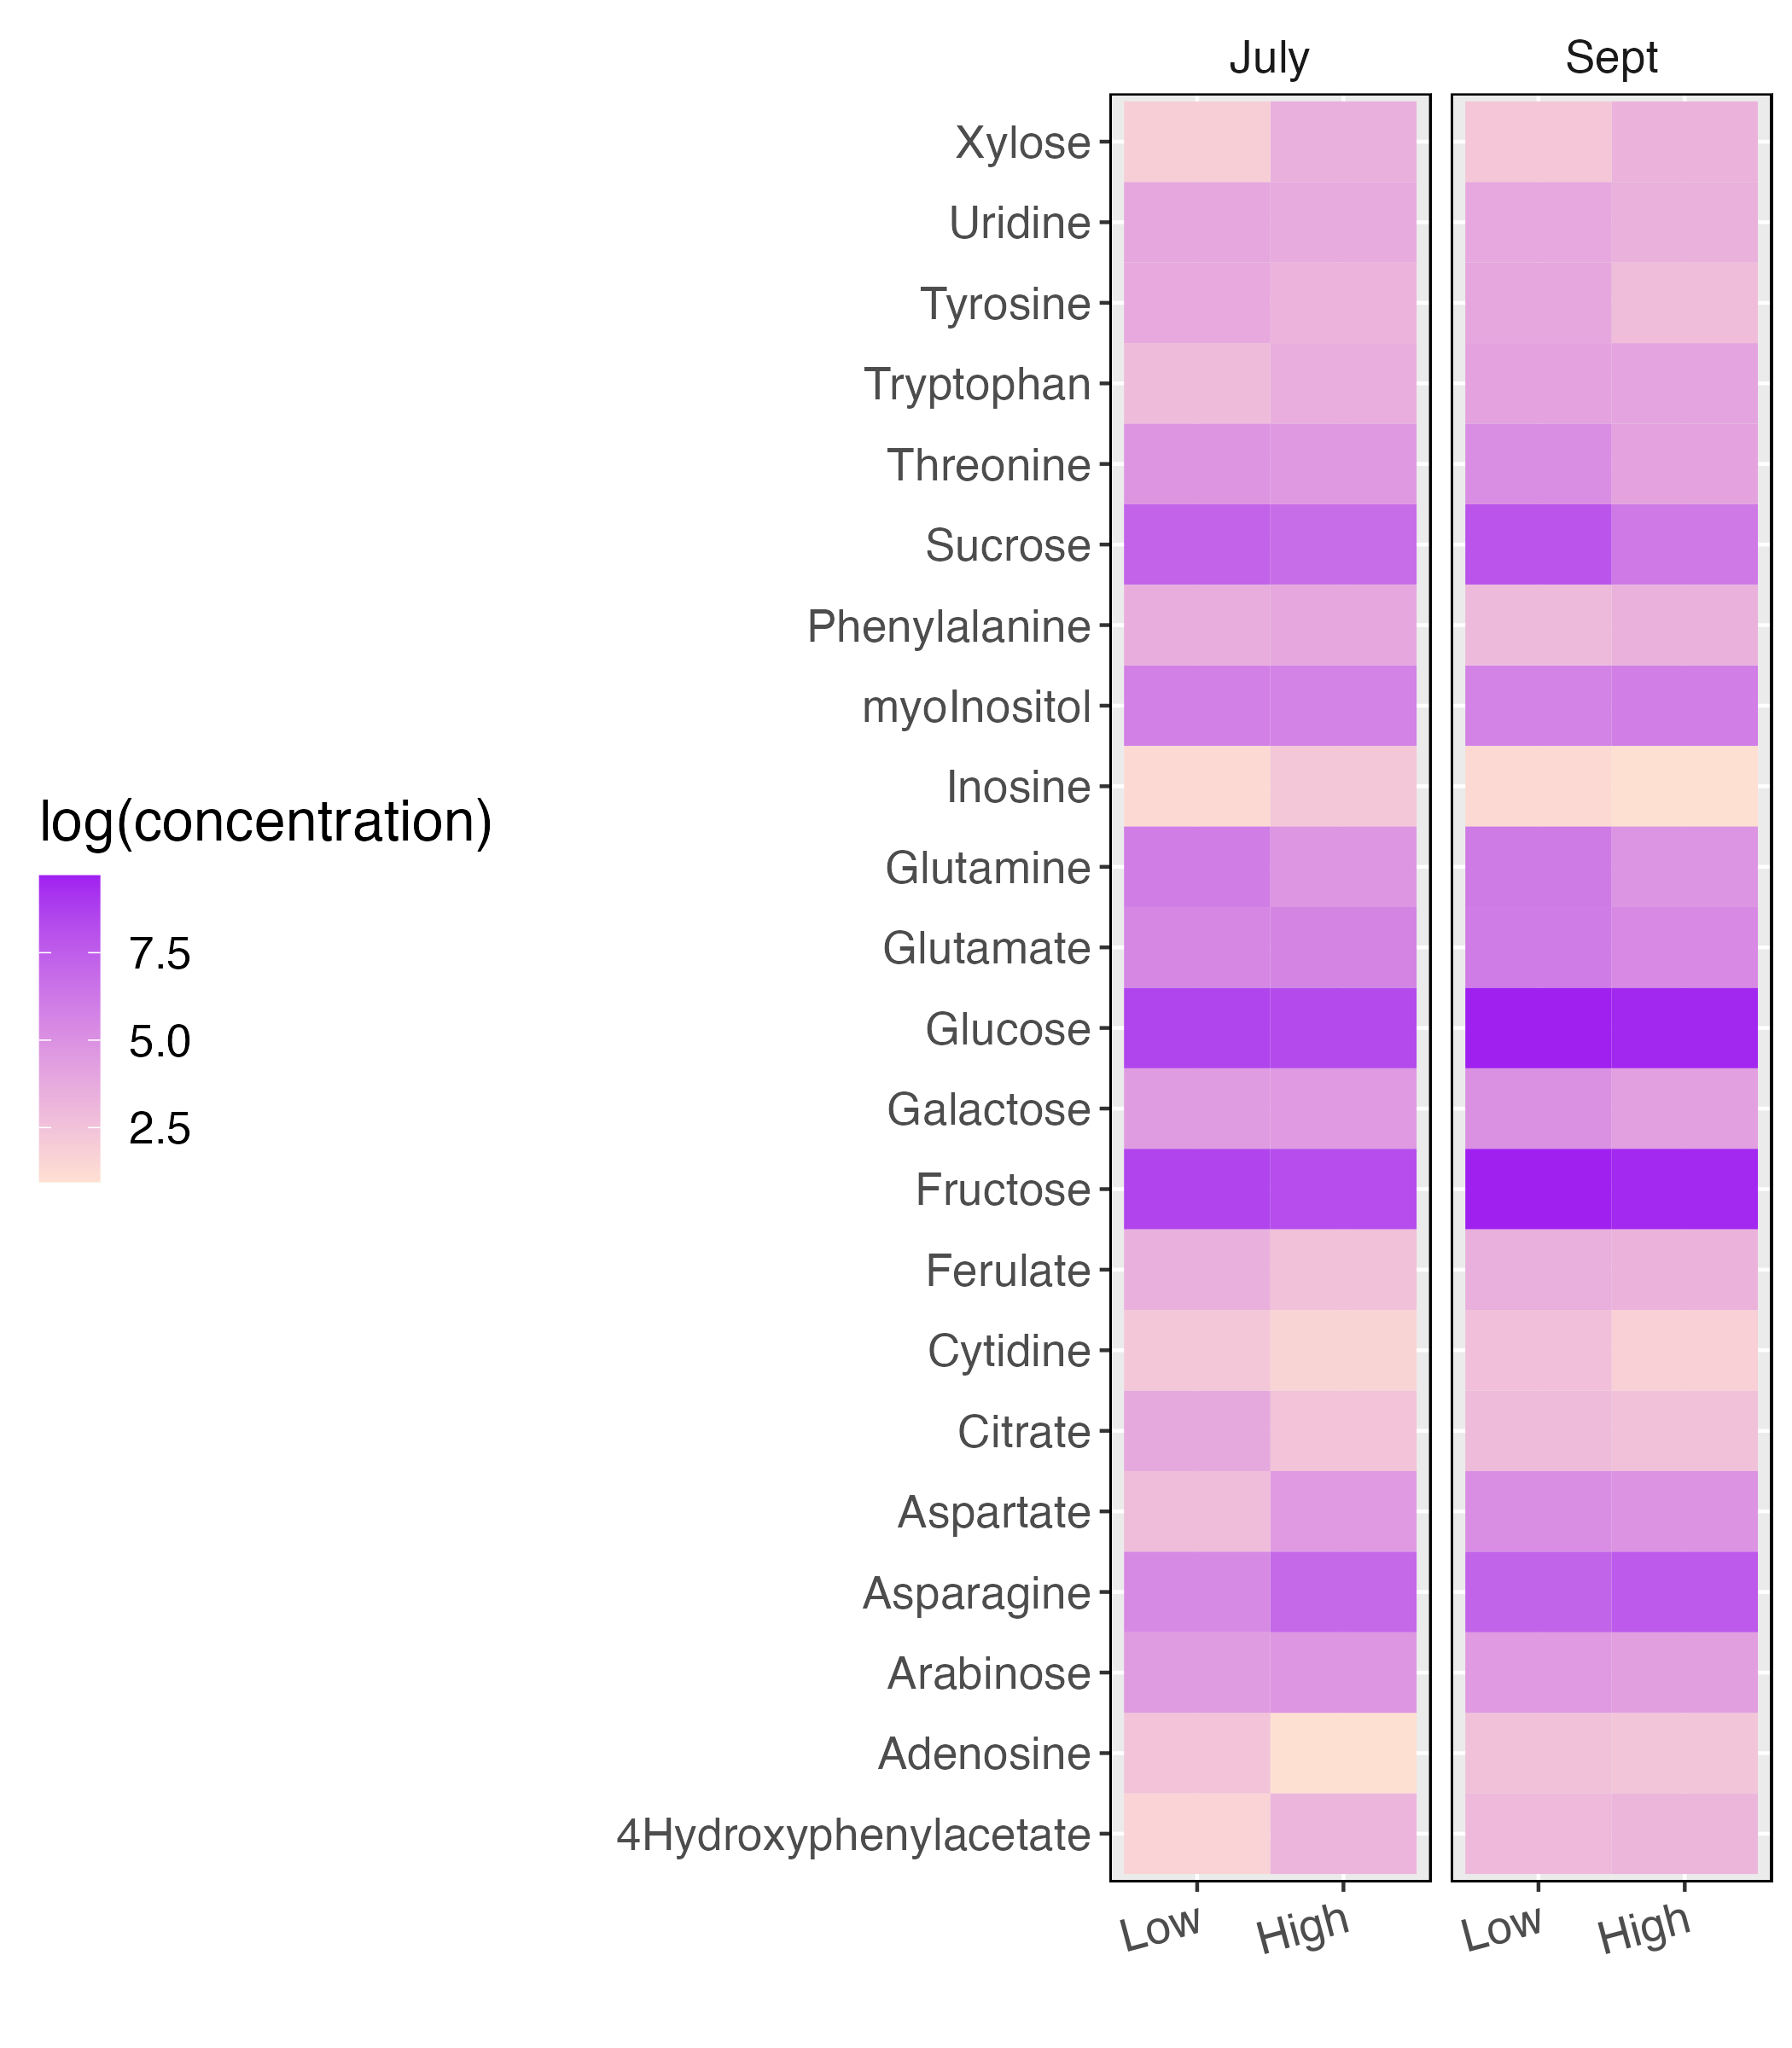 July Sept
Xylose
Uridine
Tyrosine
Tryptophan
Threonine
Sucrose
Phenylalanine
myoInositol
Inosine
Glutamine
Glutamate
Glucose
Galactose
Fructose
Ferulate
Cytidine
Citrate
Aspartate
Asparagine
Arabinose
Adenosine
4Hydroxyphenylacetate
Low High Low High
log(concentration)
7.5
5.0
2.5